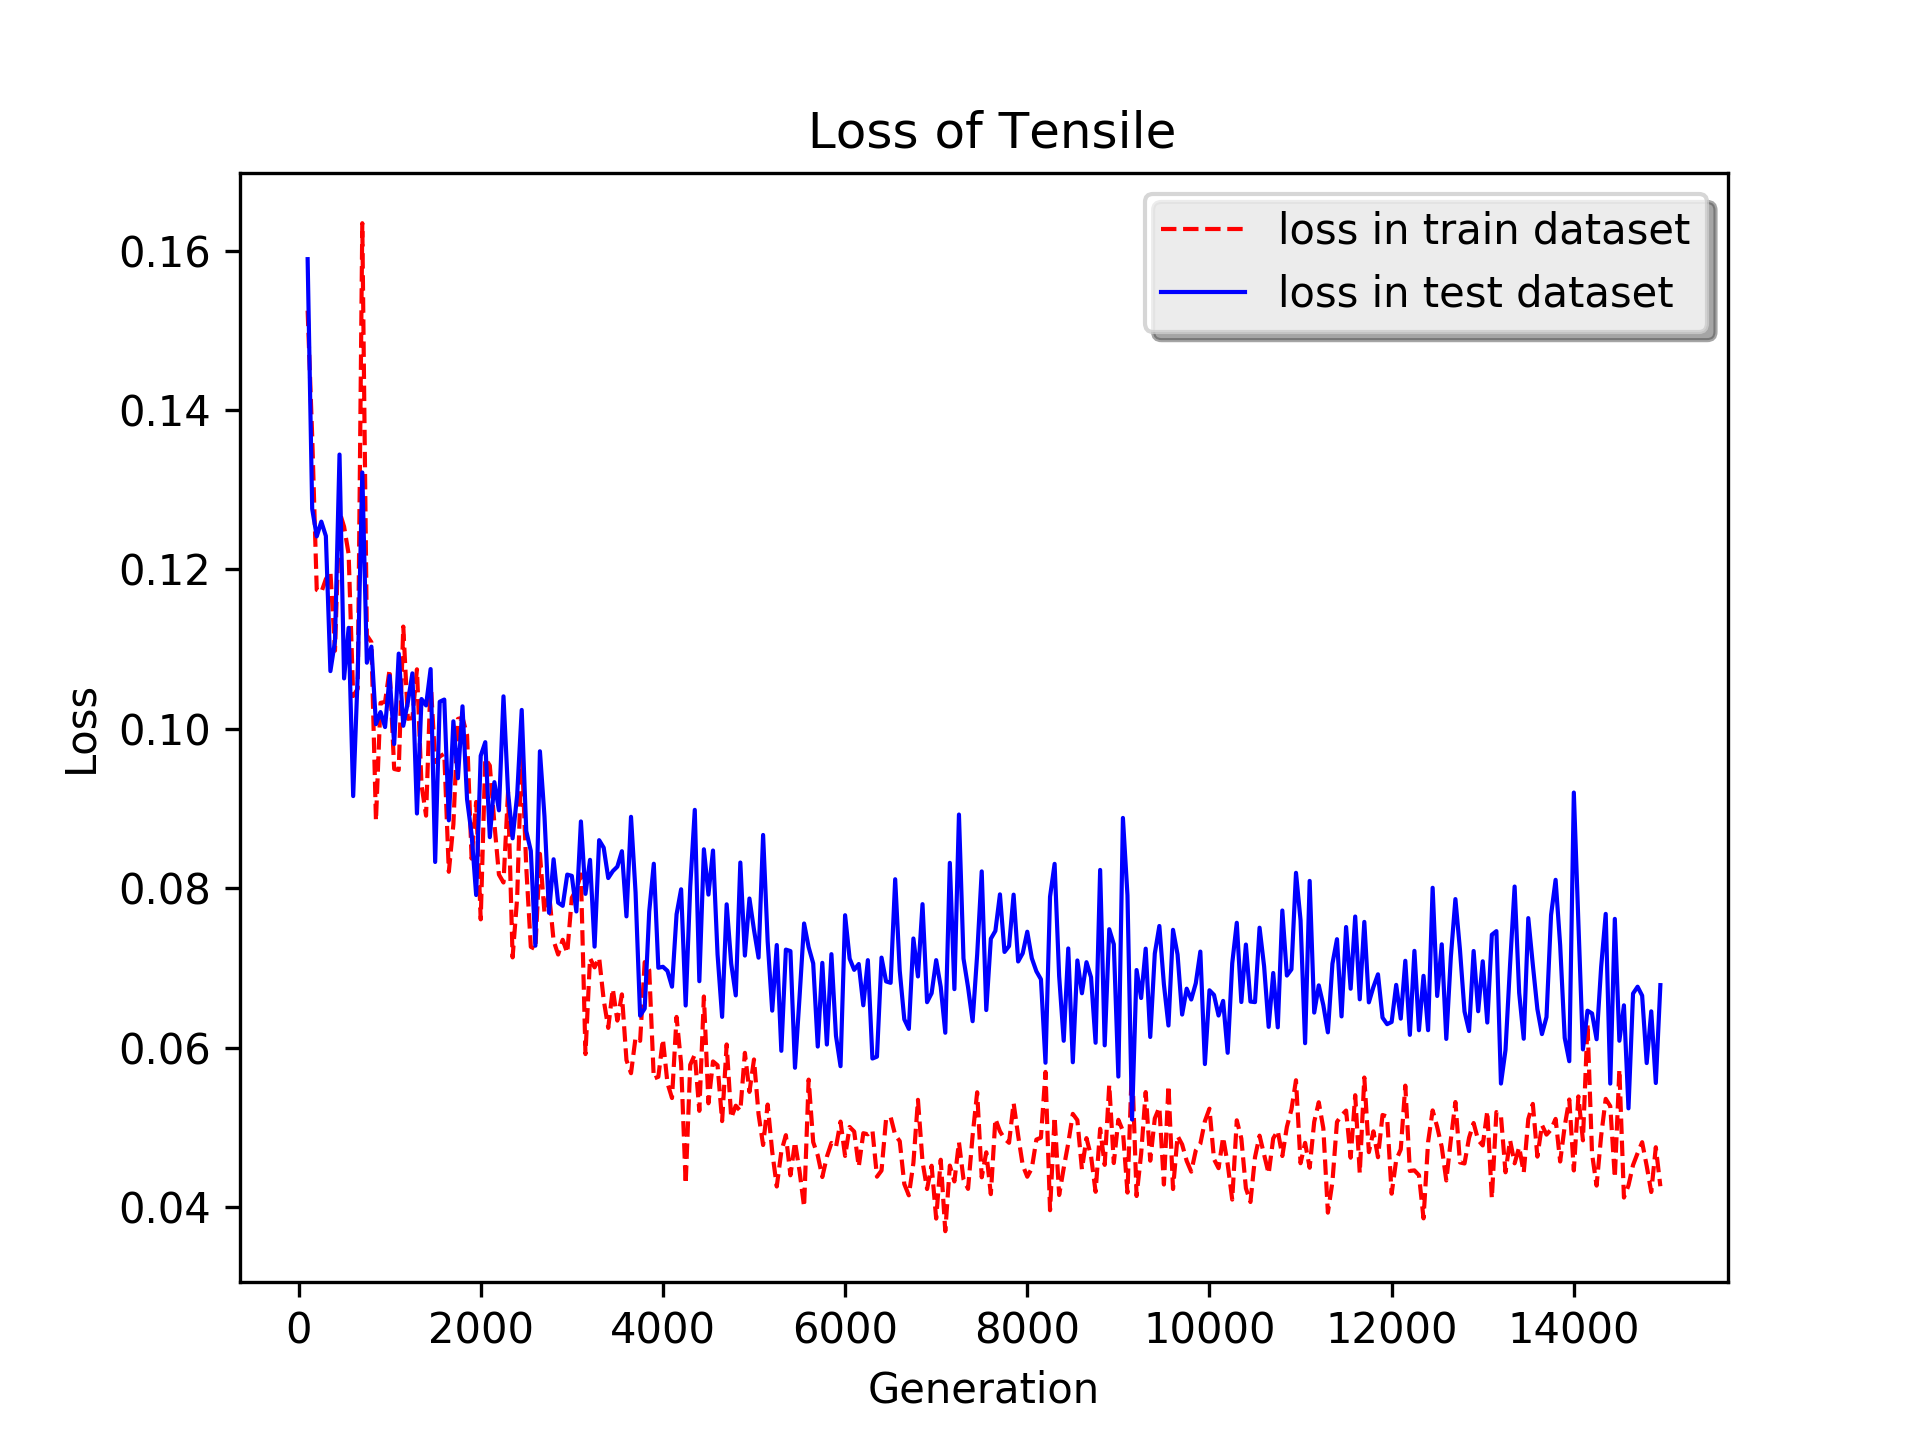 Loss of Tensile
loss in train dataset
loss in test dataset
0.16
0.14
0.12
0.10
0.08
0.06
0.04
Loss
0 2000 4000 6000 8000 10000 12000 14000
Generation